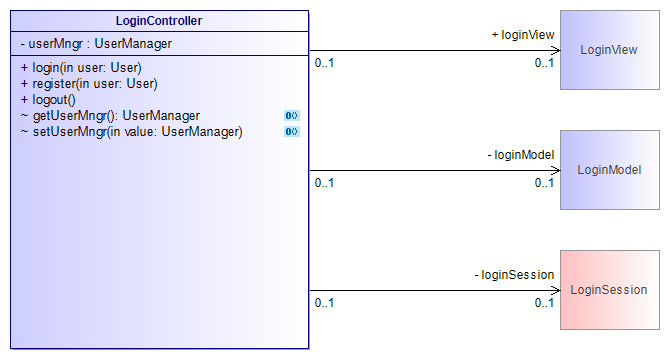 LoginController
- userMngr : UserManager
+ login(in user: User)
+ register(in user: User)
+ logout()
~ getUserMngr(): UserManager
~ setUserMngr(in value: UserManager)
+ loginView
0..1
0..1
LoginView
- loginModel
0..1
0..1
LoginModel
- loginSession
0..1
0..1
LoginSession